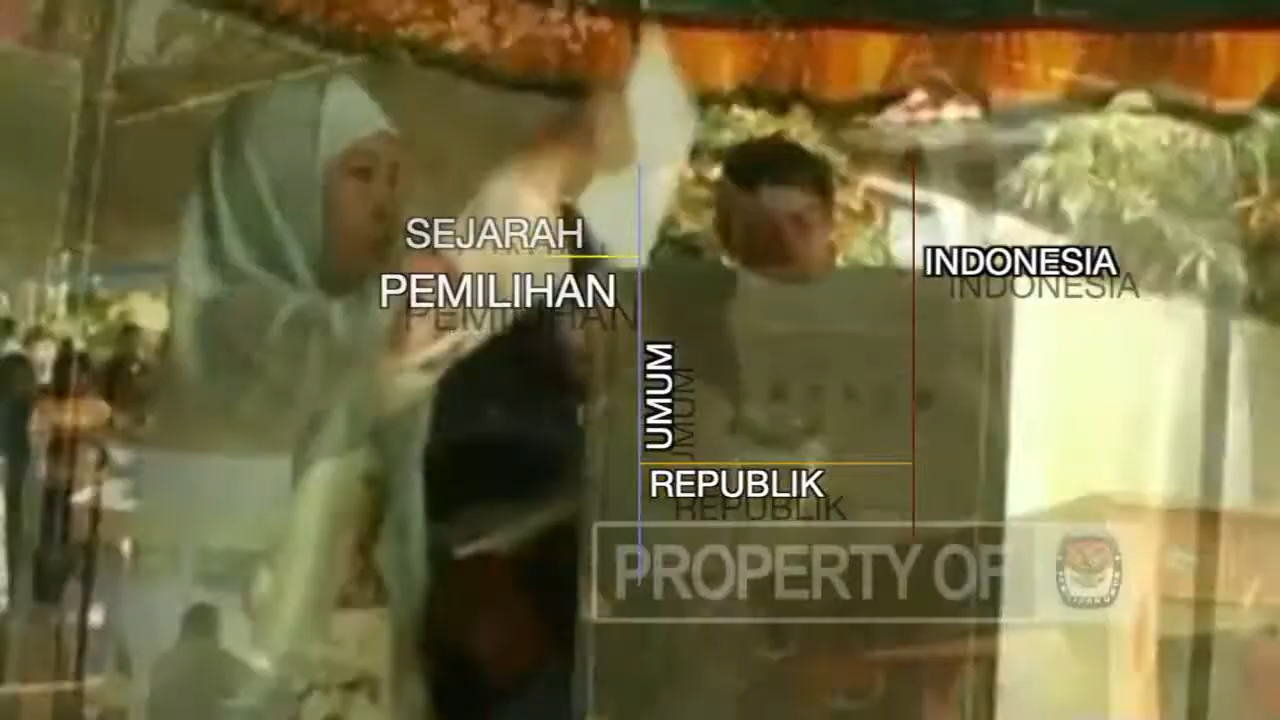 SEJARAH
PEMILIHAN
UMUM
REPUBLIK
INDONESIA
PROPERTY OF